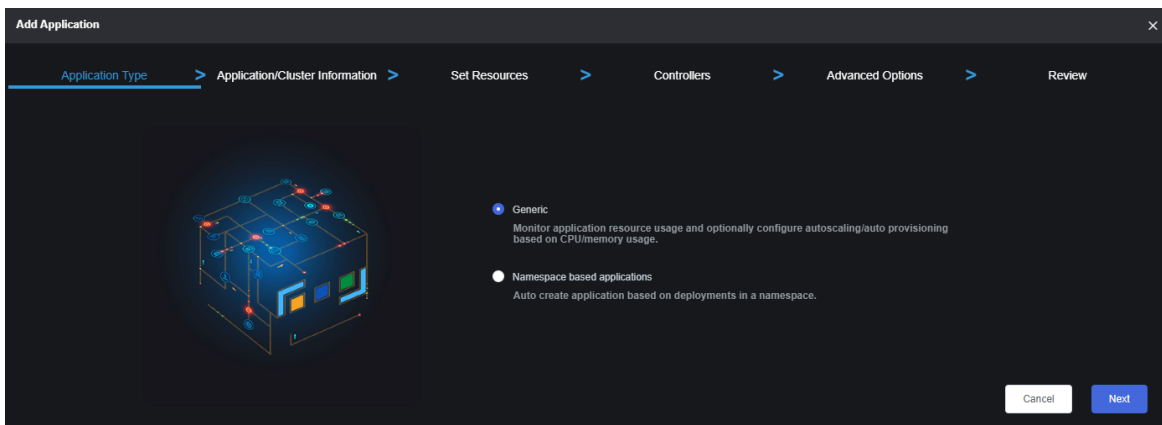 Add Application
Application Type > Application/Cluster Information > Set Resources > Controllers > Advanced Options > Review
Generic
Monitor application resource usage and optionally configure autoscaling/auto provisioning
based on CPU/memory usage.
Namespace based applications
Auto create application based on deployments in a namespace.
Cancel Next